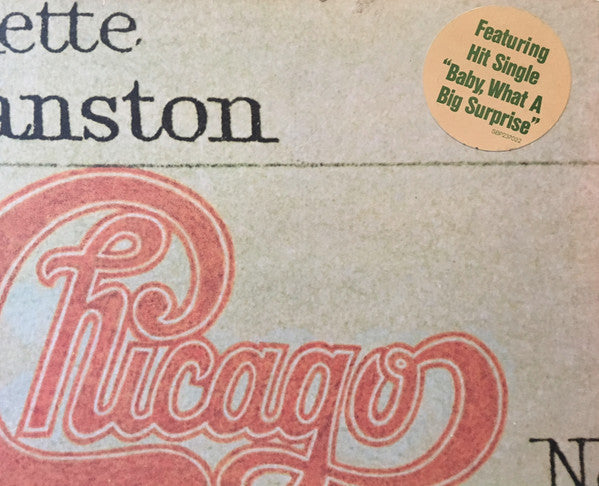 ette
anston
Featuring
Hit Single
"Baby, What A
Big Surprise"
Chicago
N